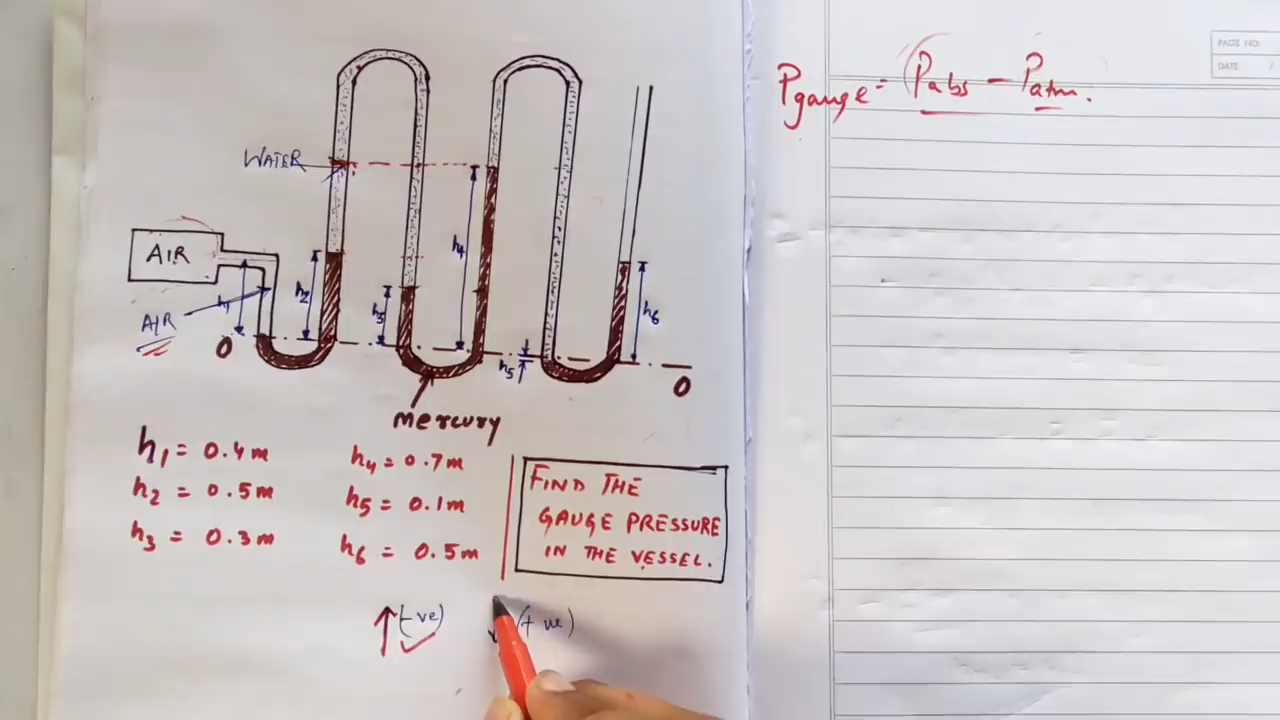 Pgauge = (Pabs - Patm.
PAGE NO:
DATE
WATER
AIR
AIR
h1
h2
h3
h4
h5
h6
O
O
mercury
h1 = 0.4m
h2 = 0.5m
h3 = 0.3m
h4 = 0.7m
h5 = 0.1m
h6 = 0.5m
FIND THE
GAUGE PRESSURE
IN THE VESSEL.
↑(-ve)
(+ve)